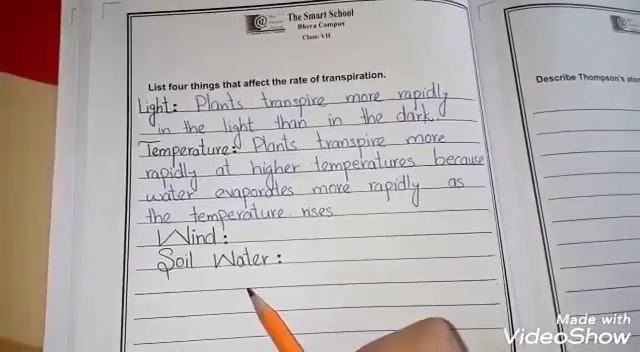 The Smart School
Bhera Campus
Class: VII
List four things that affect the rate of transpiration.
Light: Plants transpire more rapidly
in the light than in the dark.
Temperature: Plants transpire more
rapidly at higher temperatures because
water evaporates more rapidly as
the temperature rises
Wind:
Soil Water:
Describe Thompson's
Made with
VideoShow